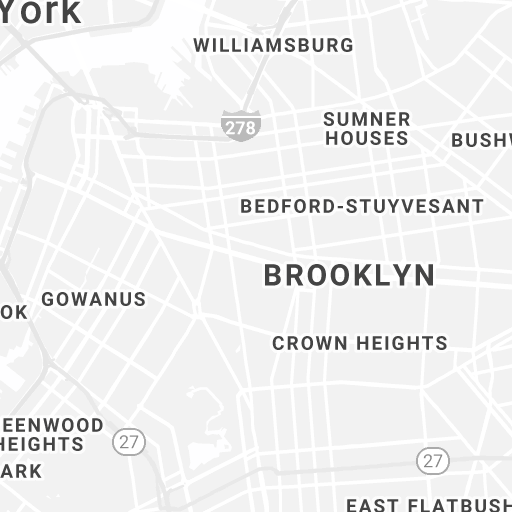 York
WILLIAMSBURG
278
SUMNER
HOUSES
BUSHW
BEDFORD-STUYVESANT
BROOKLYN
GOWANUS
OK
CROWN HEIGHTS
EENWOOD
HEIGHTS
27
ARK
27
EAST FLATBUSH